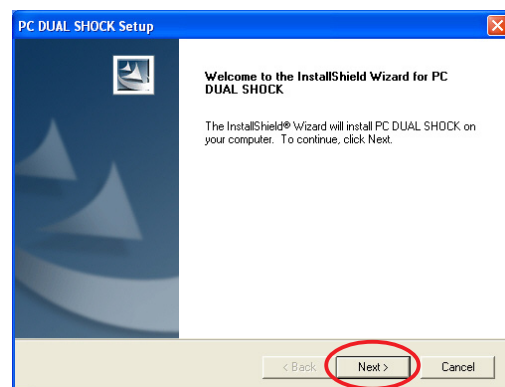 PC DUAL SHOCK Setup
Welcome to the InstallShield Wizard for PC
DUAL SHOCK
The InstallShield® Wizard will install PC DUAL SHOCK on
your computer. To continue, click Next.
< Back
Next >
Cancel